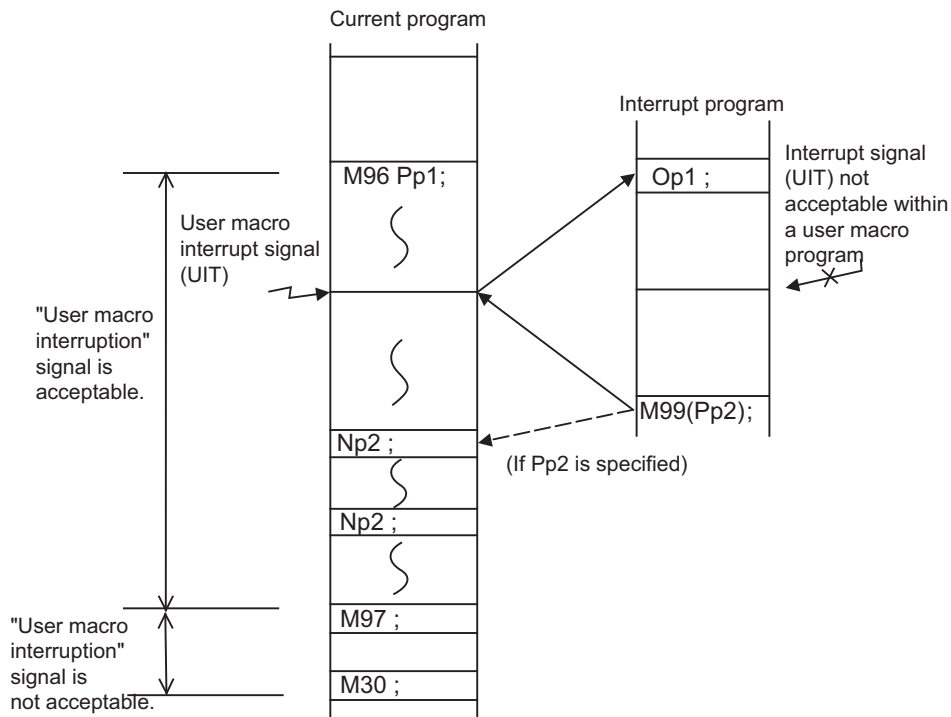 Current program
Interrupt program
M96 Pp1;
Op1 ;
Interrupt signal
(UIT) not
acceptable within
a user macro
program
User macro
interrupt signal
(UIT)
"User macro
interruption"
signal is
acceptable.
M99(Pp2);
Np2 ;
(If Pp2 is specified)
Np2 ;
M97 ;
"User macro
interruption"
signal is
not acceptable.
M30 ;